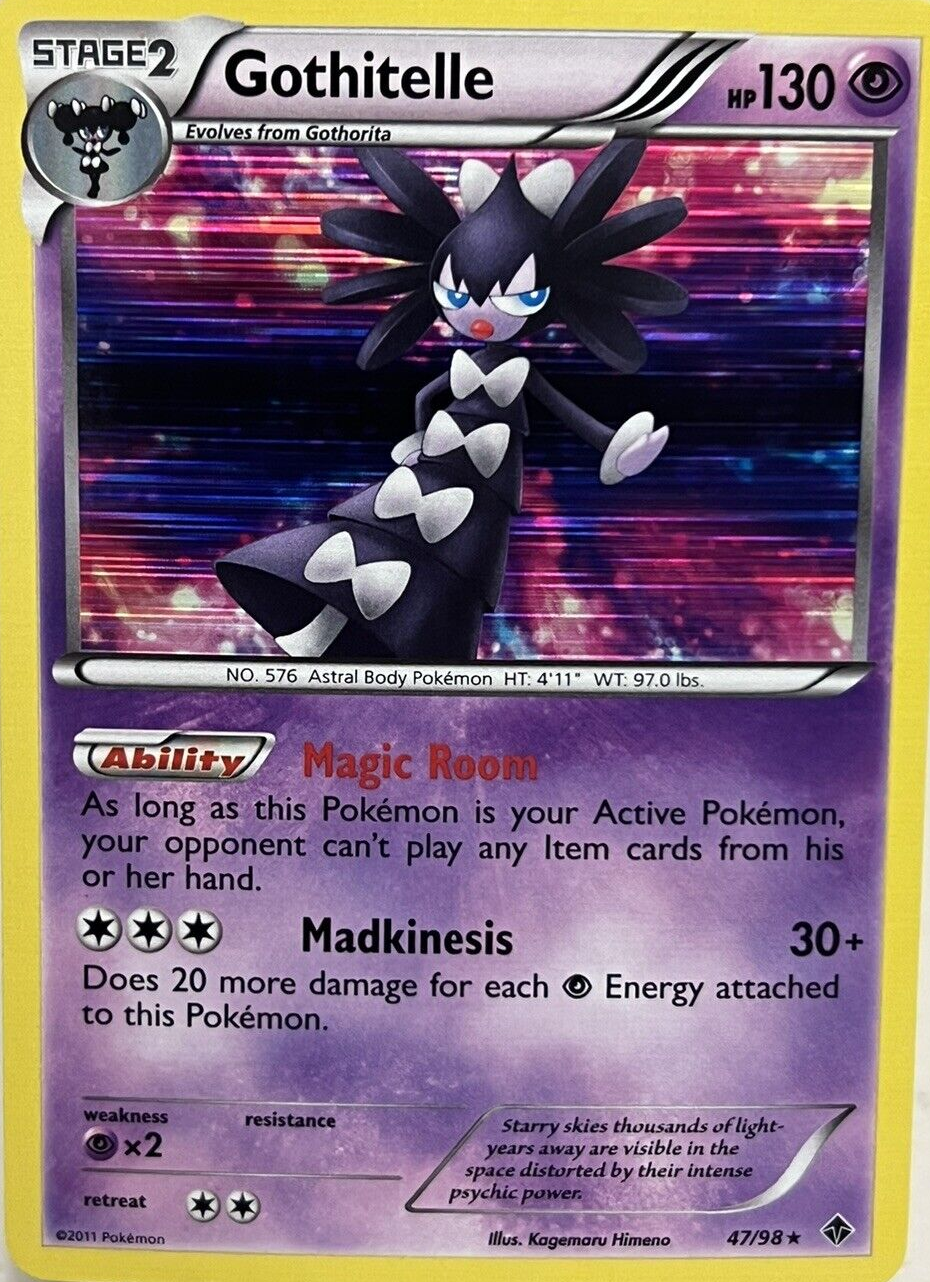 STAGE2
Gothitelle
HP130
Evolves from Gothorita
NO. 576 Astral Body Pokémon HT: 4'11" WT: 97.0 lbs.
Ability Magic Room
As long as this Pokémon is your Active Pokémon,
your opponent can't play any Item cards from his
or her hand.
Madkinesis 30+
Does 20 more damage for each Energy attached
to this Pokémon.
weakness resistance
×2
retreat
Starry skies thousands of light-
years away are visible in the
space distorted by their intense
psychic power.
©2011 Pokémon Illus. Kagemaru Himeno 47/98★